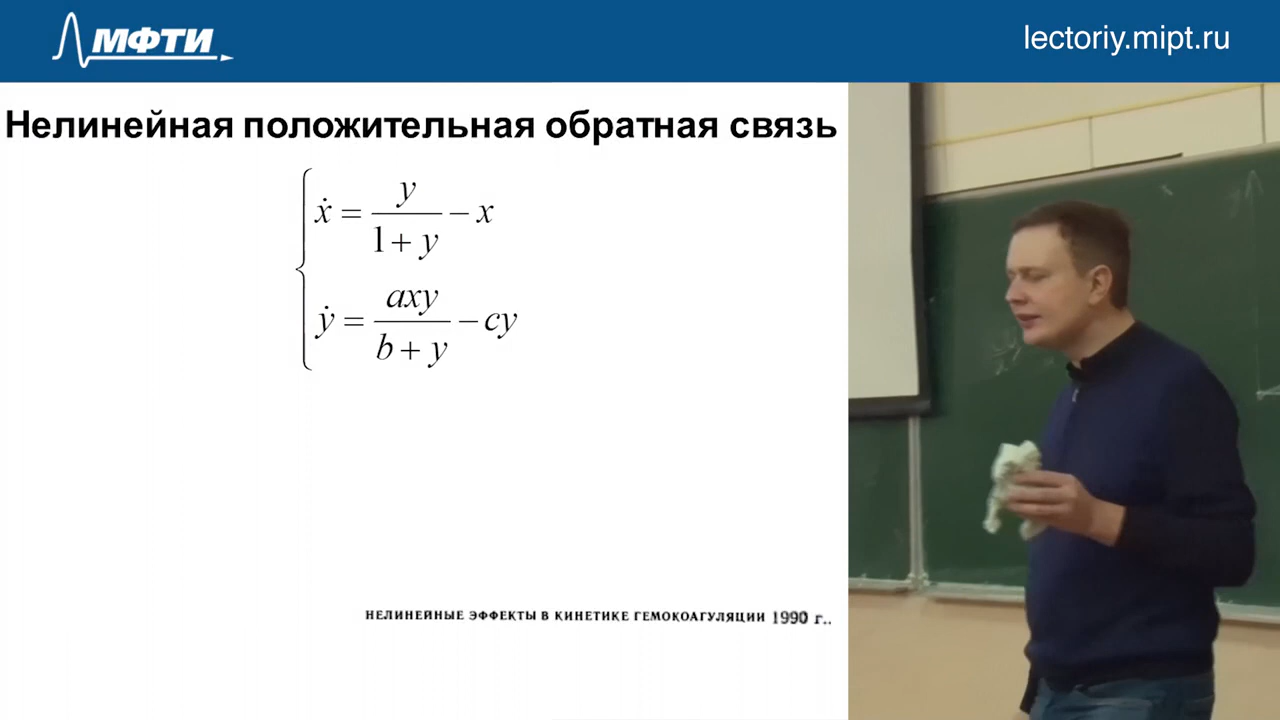 МФТИ
lectoriy.mipt.ru
Нелинейная положительная обратная связь
ẋ = y / (1 + y) − x
ẏ = axy / (b + y) − cy
НЕЛИНЕЙНЫЕ ЭФФЕКТЫ В КИНЕТИКЕ ГЕМОКОАГУЛЯЦИИ 1990 г..